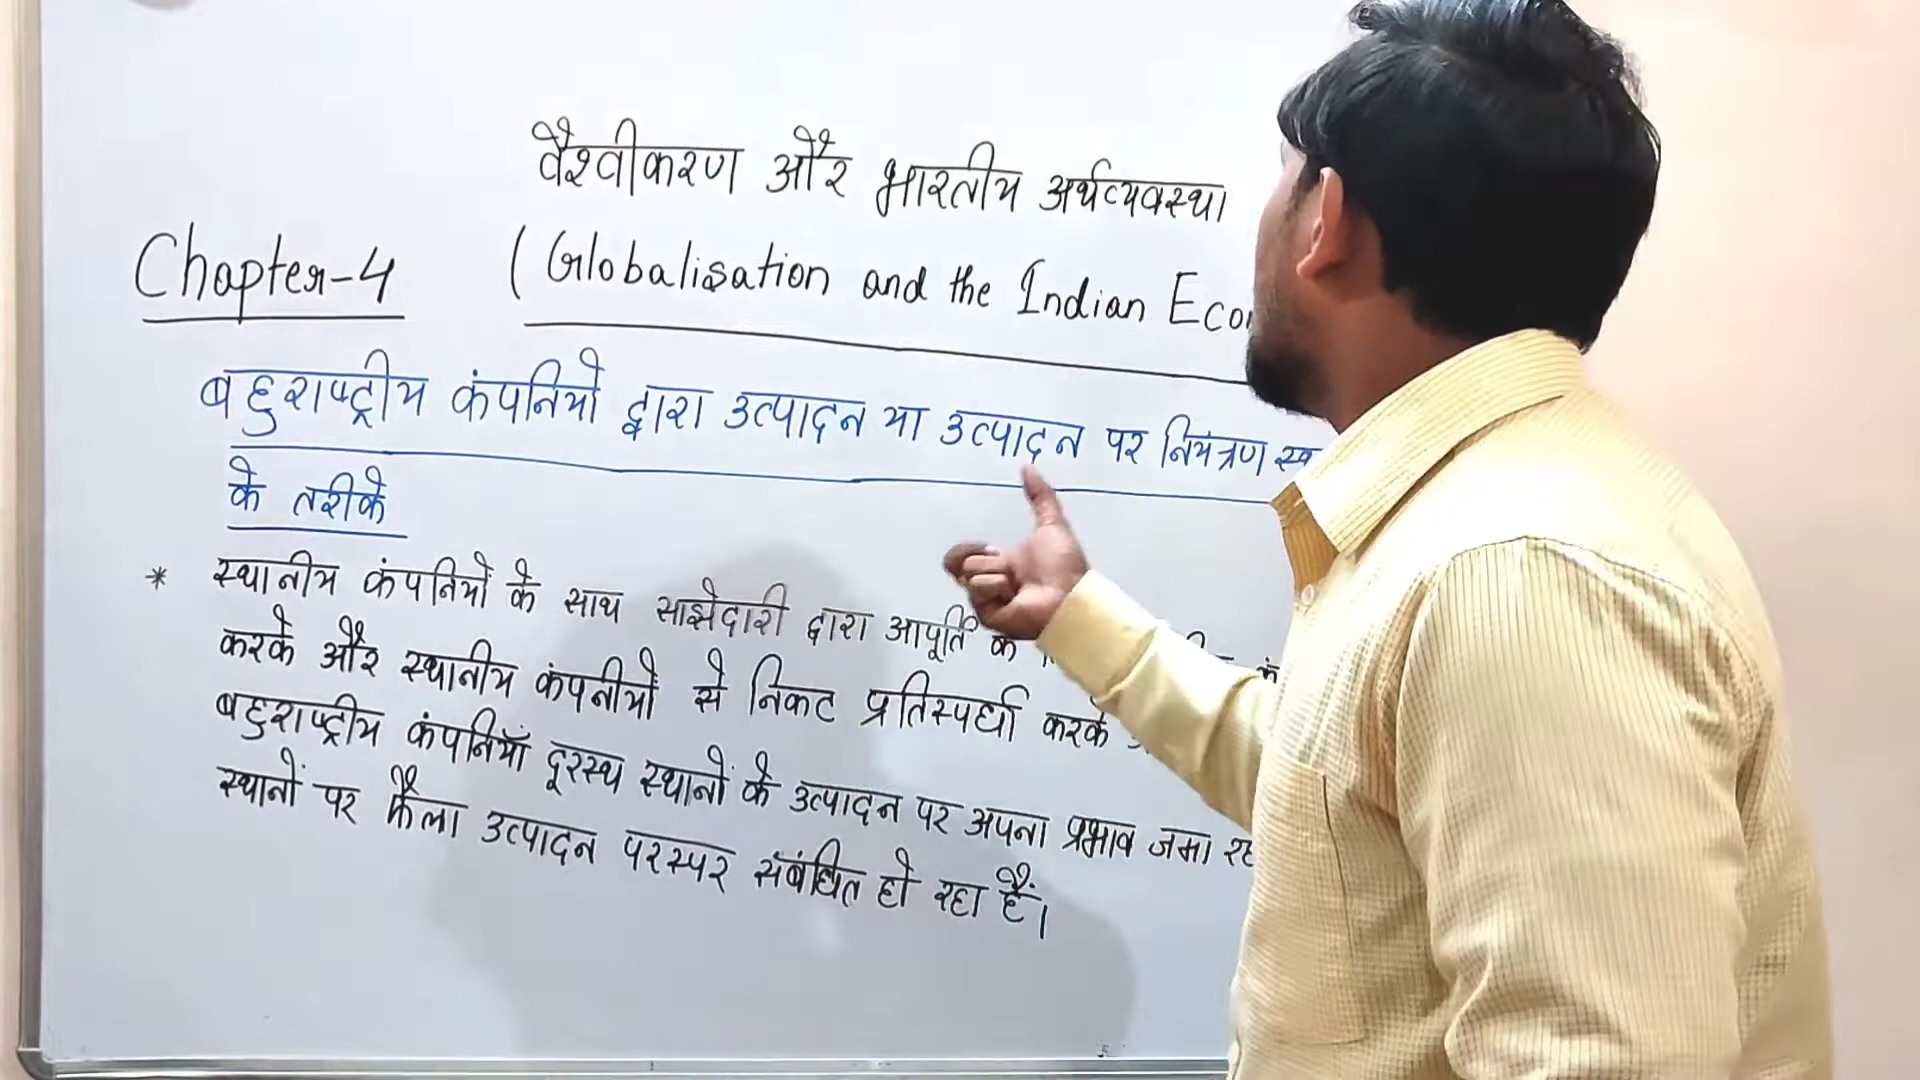 वैश्वीकरण और भारतीय अर्थव्यवस्था
Chapter-4 (Globalisation and the Indian
बहुराष्ट्रीय कंपनियों द्वारा उत्पादन या उत्पादन पर नियंत्रण
के तरीके
* स्थानीय कंपनियों के साथ साझेदारी द्वारा आपूर्ति
करके और स्थानीय कंपनीयों से निकट प्रतिस्पर्धा करके
बहुराष्ट्रीय कंपनियाँ दूरस्थ स्थानों के उत्पादन पर अपना प्रभाव जमा
स्थानों पर फैला उत्पादन परस्पर संबंधित हो रहा हैं।